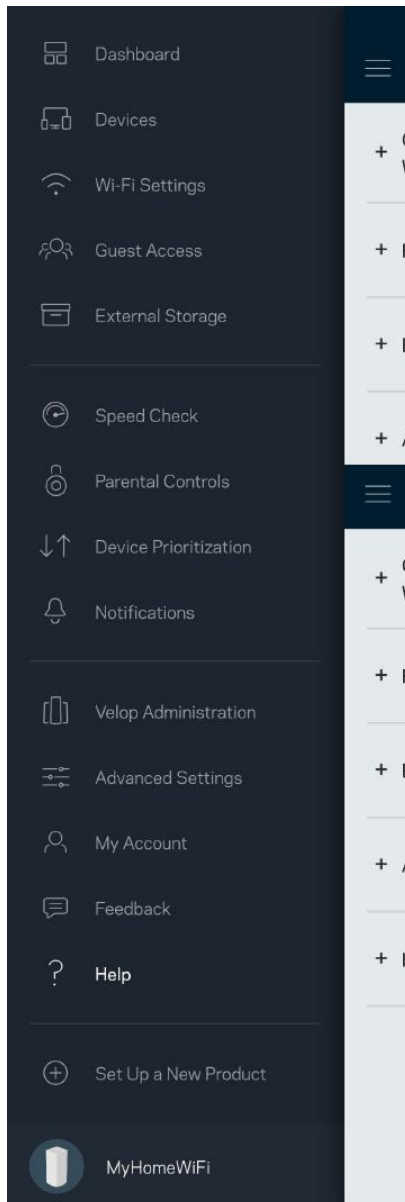 Dashboard
Devices
Wi-Fi Settings
Guest Access
External Storage
Speed Check
Parental Controls
Device Prioritization
Notifications
Velop Administration
Advanced Settings
My Account
Feedback
Help
Set Up a New Product
MyHomeWiFi